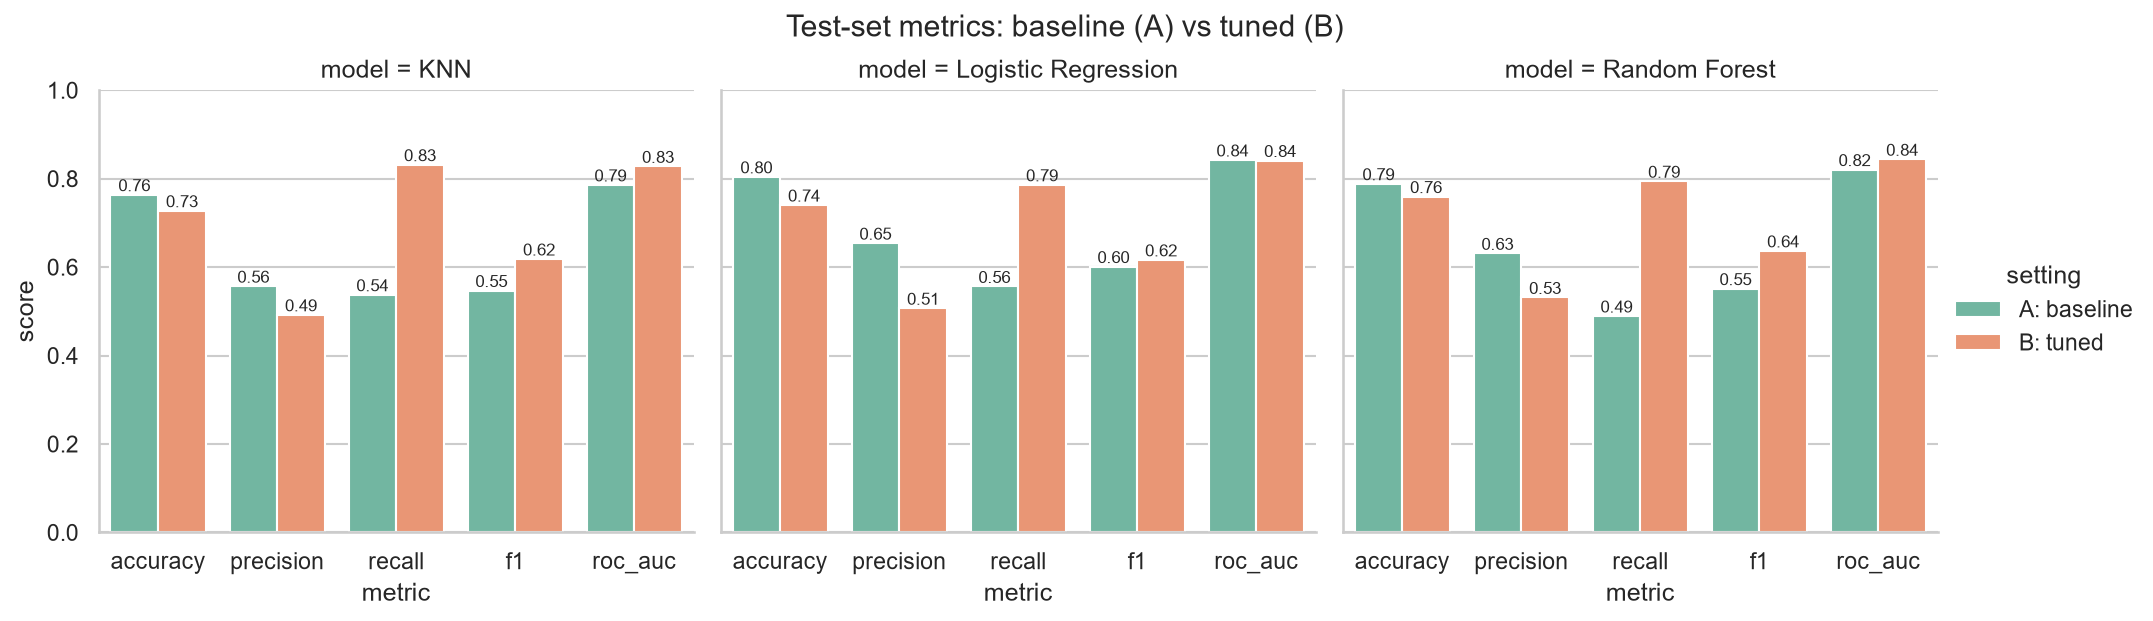 Test-set metrics: baseline (A) vs tuned (B)
model = KNN
model = Logistic Regression
model = Random Forest
score
1.0
0.8
0.6
0.4
0.2
0.0
0.76
0.73
0.56
0.49
0.54
0.83
0.55
0.62
0.79
0.83
accuracy
precision
recall
f1
roc_auc
metric
0.80
0.74
0.65
0.51
0.56
0.79
0.60
0.62
0.84
0.84
accuracy
precision
recall
f1
roc_auc
metric
0.79
0.76
0.63
0.53
0.49
0.79
0.55
0.64
0.82
0.84
accuracy
precision
recall
f1
roc_auc
metric
setting
A: baseline
B: tuned